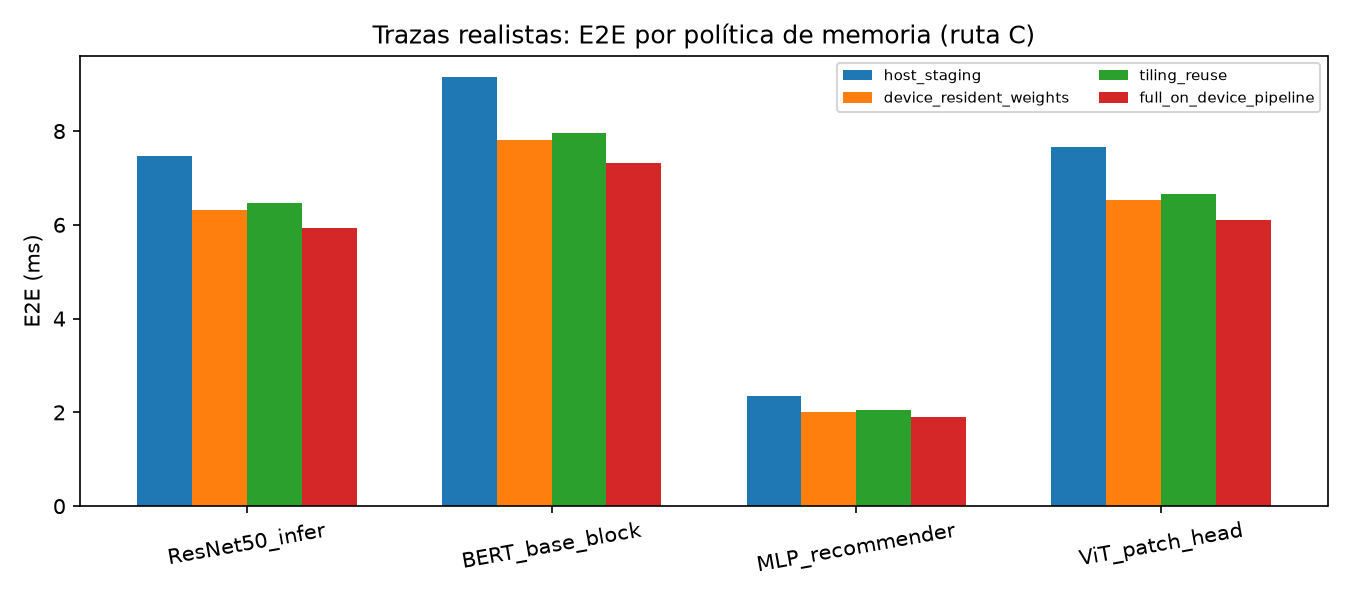 Trazas realistas: E2E por política de memoria (ruta C)
host_staging
device_resident_weights
tiling_reuse
full_on_device_pipeline
E2E (ms)
8
6
4
2
0
ResNet50_infer
BERT_base_block
MLP_recommender
ViT_patch_head